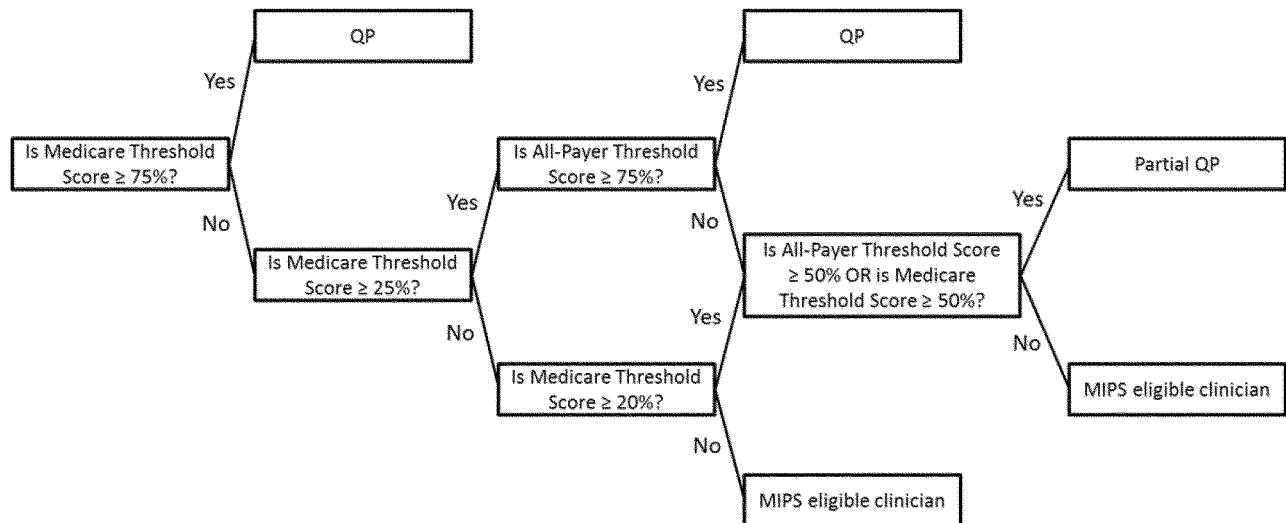 QP
QP
Yes
Yes
Is Medicare Threshold
Score ≥ 75%?
Is All-Payer Threshold
Score ≥ 75%?
Partial QP
Yes
Yes
No
No
Is Medicare Threshold
Score ≥ 25%?
Is All-Payer Threshold Score
≥ 50% OR is Medicare
Threshold Score ≥ 50%?
No
Yes
No
Is Medicare Threshold
Score ≥ 20%?
MIPS eligible clinician
No
MIPS eligible clinician